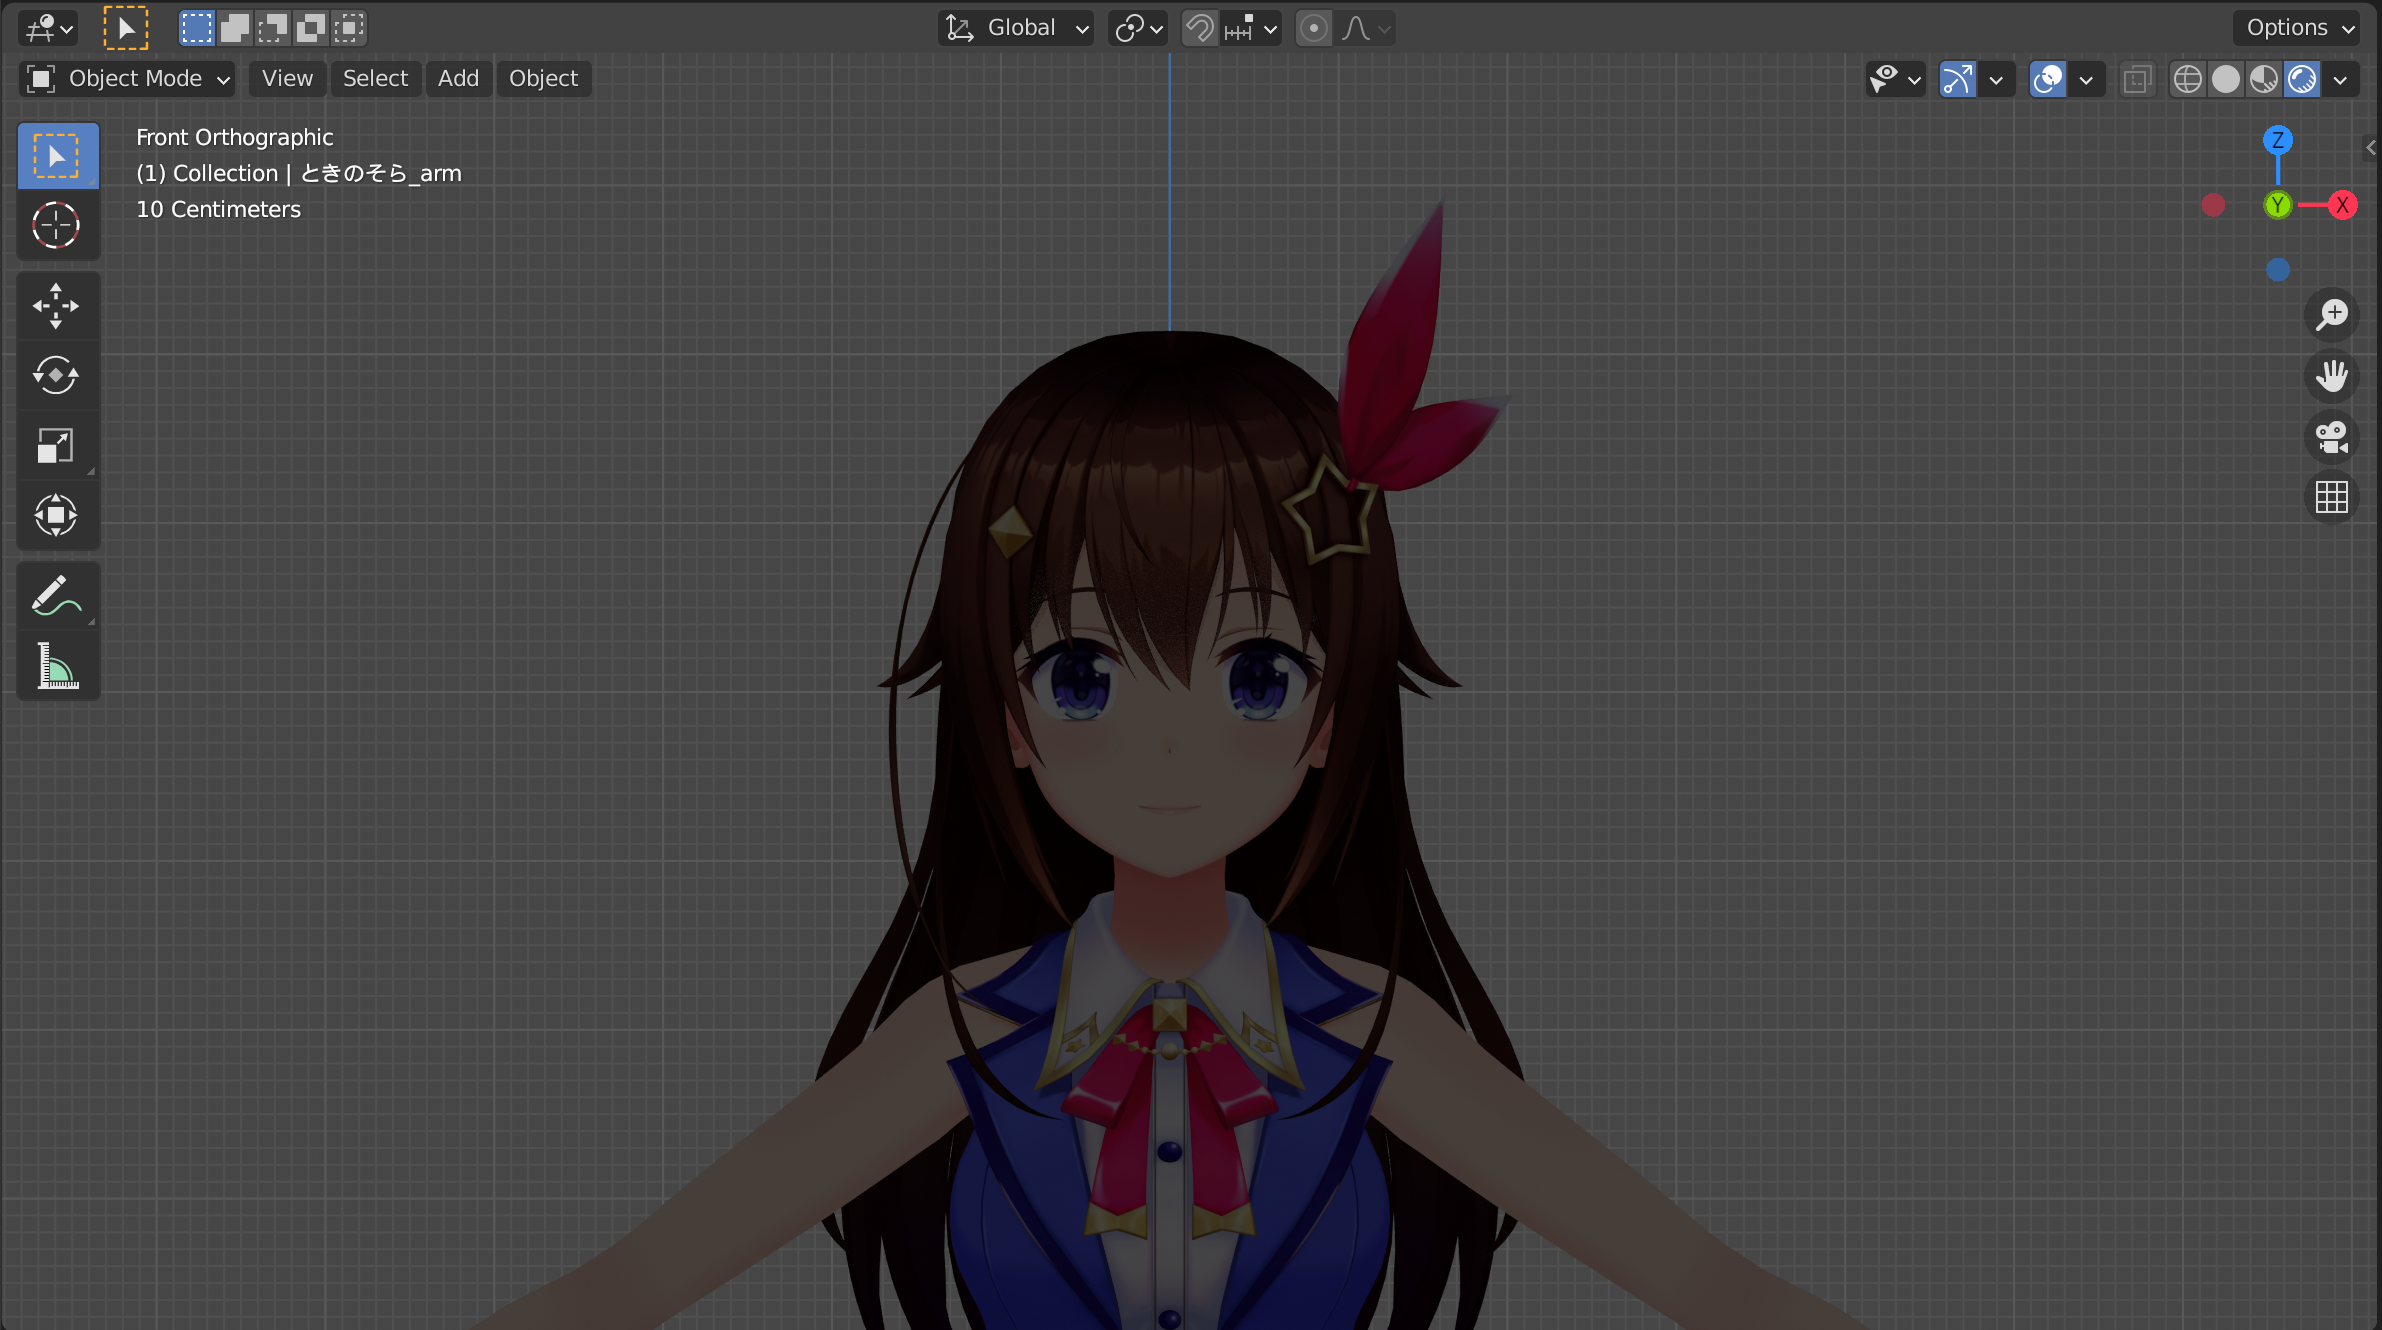 Global
Options
Object Mode
View
Select
Add
Object
Front Orthographic
(1) Collection | ときのそら_arm
10 Centimeters
Z
Y
X